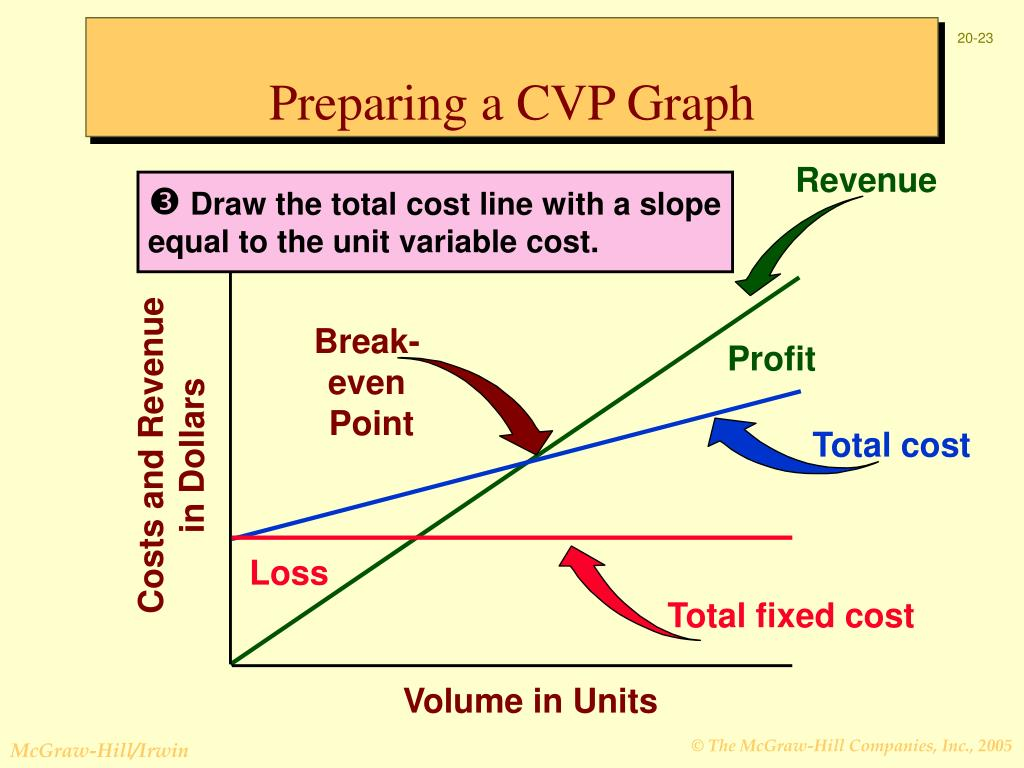 20-23
Preparing a CVP Graph
❸ Draw the total cost line with a slope
equal to the unit variable cost.
Revenue
Costs and Revenue
in Dollars
Break-
even
Point
Profit
Total cost
Loss
Total fixed cost
Volume in Units
McGraw-Hill/Irwin
© The McGraw-Hill Companies, Inc., 2005